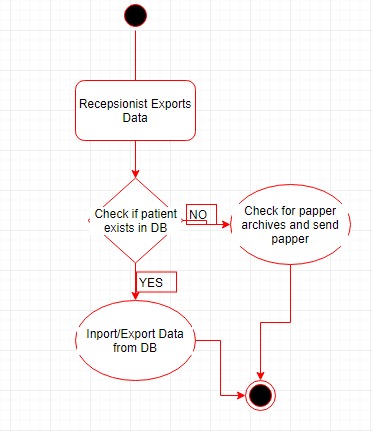 Recepsionist Exports
Data
Check if patient
exists in DB
NO
Check for papper
archives and send
papper
YES
Inport/Export Data
from DB